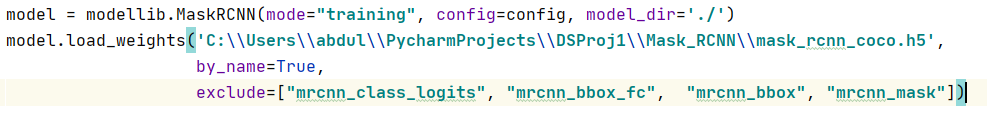 model = modellib.MaskRCNN(mode="training", config=config, model_dir='./')
model.load_weights('C:\\Users\\abdul\\PycharmProjects\\DSProj1\\Mask_RCNN\\mask_rcnn_coco.h5',
                   by_name=True,
                   exclude=["mrcnn_class_logits", "mrcnn_bbox_fc",  "mrcnn_bbox", "mrcnn_mask"])